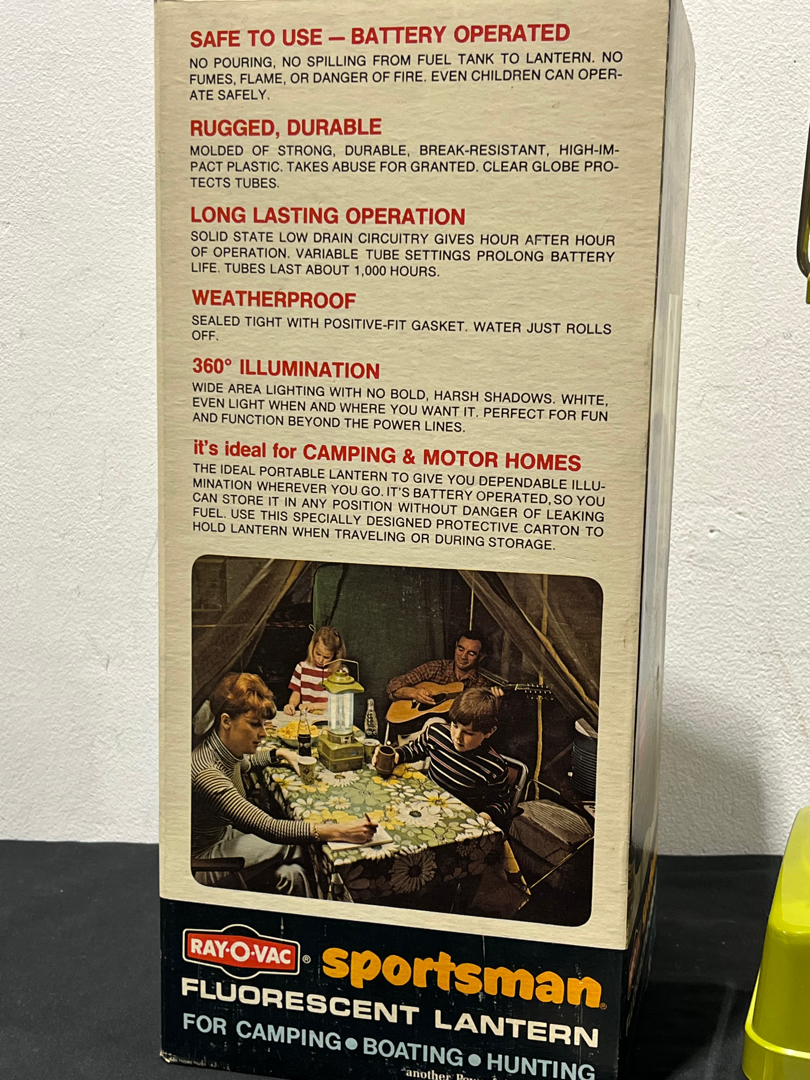 SAFE TO USE — BATTERY OPERATED
NO POURING, NO SPILLING FROM FUEL TANK TO LANTERN. NO
FUMES, FLAME, OR DANGER OF FIRE. EVEN CHILDREN CAN OPER-
ATE SAFELY.
RUGGED, DURABLE
MOLDED OF STRONG, DURABLE, BREAK-RESISTANT, HIGH-IM-
PACT PLASTIC. TAKES ABUSE FOR GRANTED. CLEAR GLOBE PRO-
TECTS TUBES.
LONG LASTING OPERATION
SOLID STATE LOW DRAIN CIRCUITRY GIVES HOUR AFTER HOUR
OF OPERATION. VARIABLE TUBE SETTINGS PROLONG BATTERY
LIFE. TUBES LAST ABOUT 1,000 HOURS.
WEATHERPROOF
SEALED TIGHT WITH POSITIVE-FIT GASKET. WATER JUST ROLLS
OFF.
360° ILLUMINATION
WIDE AREA LIGHTING WITH NO BOLD, HARSH SHADOWS. WHITE,
EVEN LIGHT WHEN AND WHERE YOU WANT IT. PERFECT FOR FUN
AND FUNCTION BEYOND THE POWER LINES.
it's ideal for CAMPING & MOTOR HOMES
THE IDEAL PORTABLE LANTERN TO GIVE YOU DEPENDABLE ILLU-
MINATION WHEREVER YOU GO. IT'S BATTERY OPERATED, SO YOU
CAN STORE IT IN ANY POSITION WITHOUT DANGER OF LEAKING
FUEL. USE THIS SPECIALLY DESIGNED PROTECTIVE CARTON TO
HOLD LANTERN WHEN TRAVELING OR DURING STORAGE.
RAY-O-VAC® sportsman®
FLUORESCENT LANTERN
FOR CAMPING • BOATING • HUNTING
another